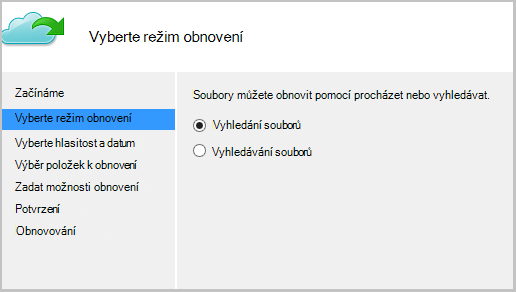 Vyberte režim obnovení
Začínáme
Vyberte režim obnovení
Vyberte hlasitost a datum
Výběr položek k obnovení
Zadat možnosti obnovení
Potvrzení
Obnovování
Soubory můžete obnovit pomocí procházet nebo vyhledávat.
Vyhledání souborů
Vyhledávání souborů